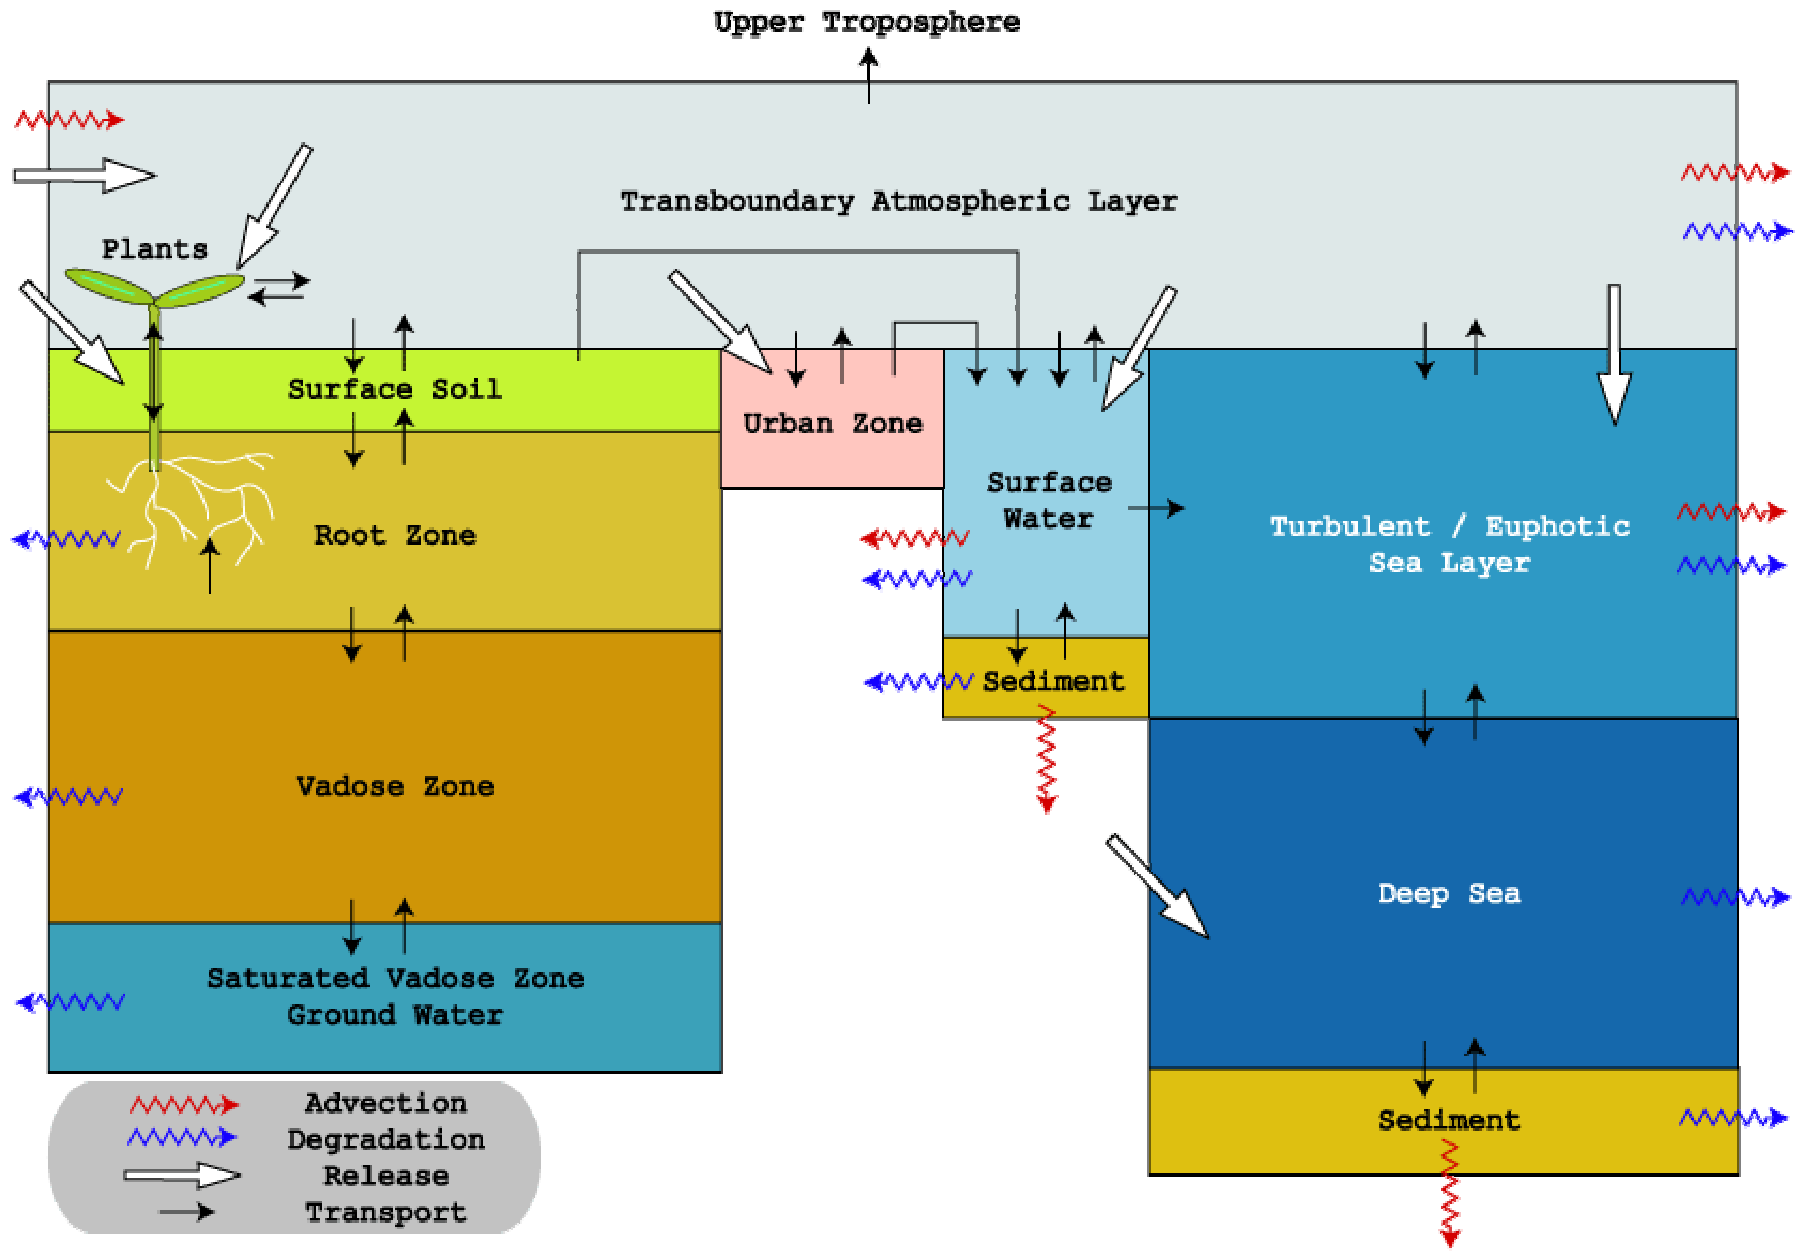 Upper Troposphere
Transboundary Atmospheric Layer
Plants
Surface Soil
Urban Zone
Surface
Water
Root Zone
Turbulent / Euphotic
Sea Layer
Sediment
Vadose Zone
Deep Sea
Saturated Vadose Zone
Ground Water
Sediment
Advection
Degradation
Release
Transport